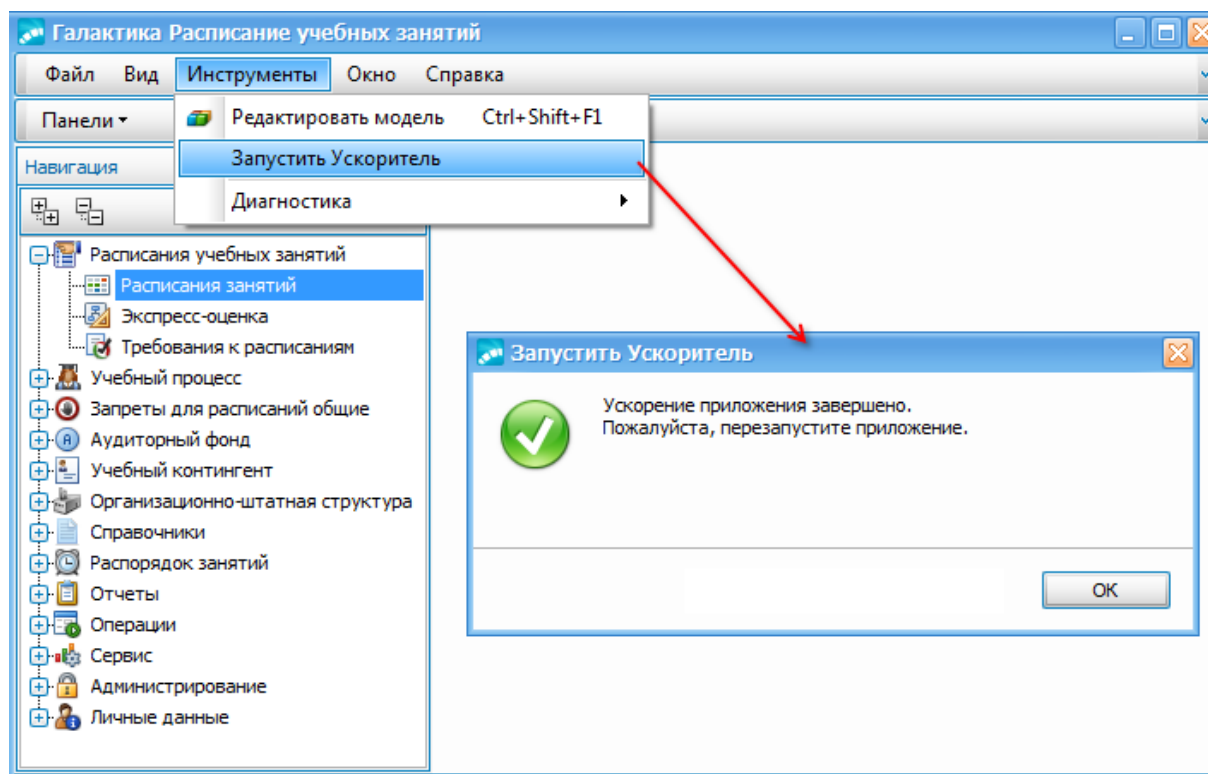 Галактика Расписание учебных занятий
Файл Вид Инструменты Окно Справка
Панели
Редактировать модель Ctrl+Shift+F1
Запустить Ускоритель
Диагностика
Навигация
Расписания учебных занятий
Расписания занятий
Экспресс-оценка
Требования к расписаниям
Учебный процесс
Запреты для расписаний общие
Аудиторный фонд
Учебный контингент
Организационно-штатная структура
Справочники
Распорядок занятий
Отчеты
Операции
Сервис
Администрирование
Личные данные
Запустить Ускоритель
Ускорение приложения завершено.
Пожалуйста, перезапустите приложение.
OK